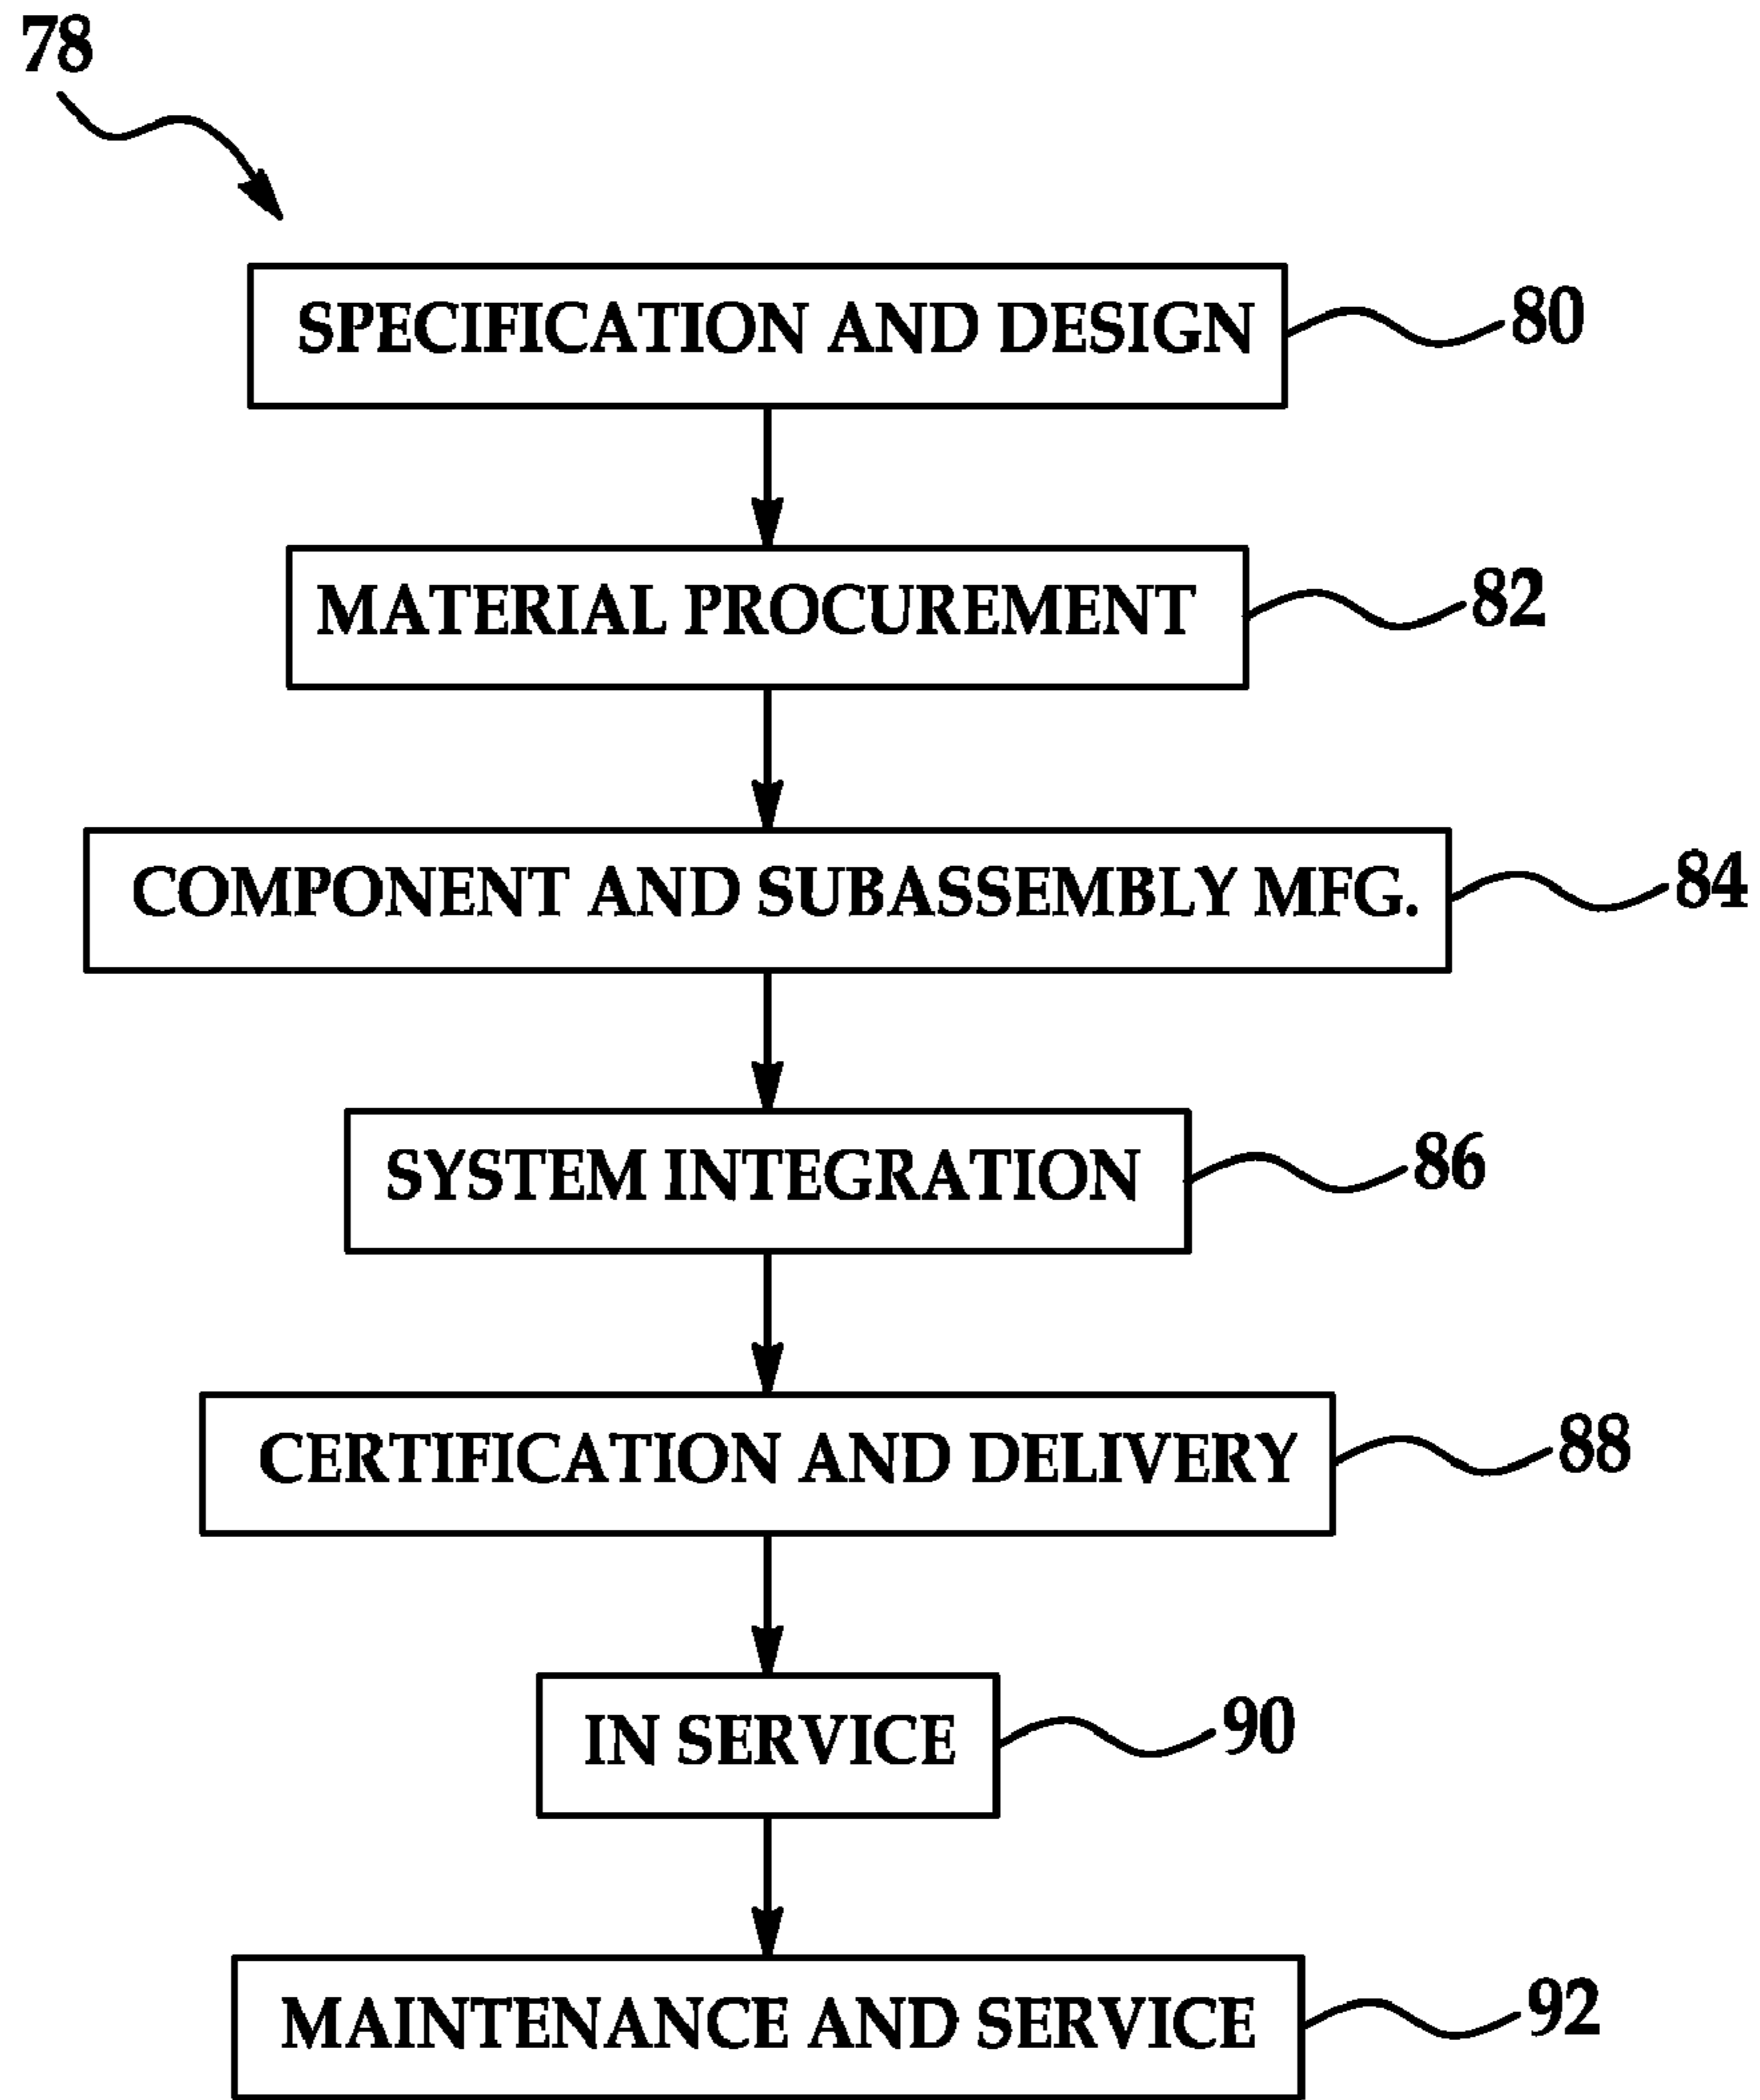 78
SPECIFICATION AND DESIGN 80
MATERIAL PROCUREMENT 82
COMPONENT AND SUBASSEMBLY MFG. 84
SYSTEM INTEGRATION 86
CERTIFICATION AND DELIVERY 88
IN SERVICE 90
MAINTENANCE AND SERVICE 92